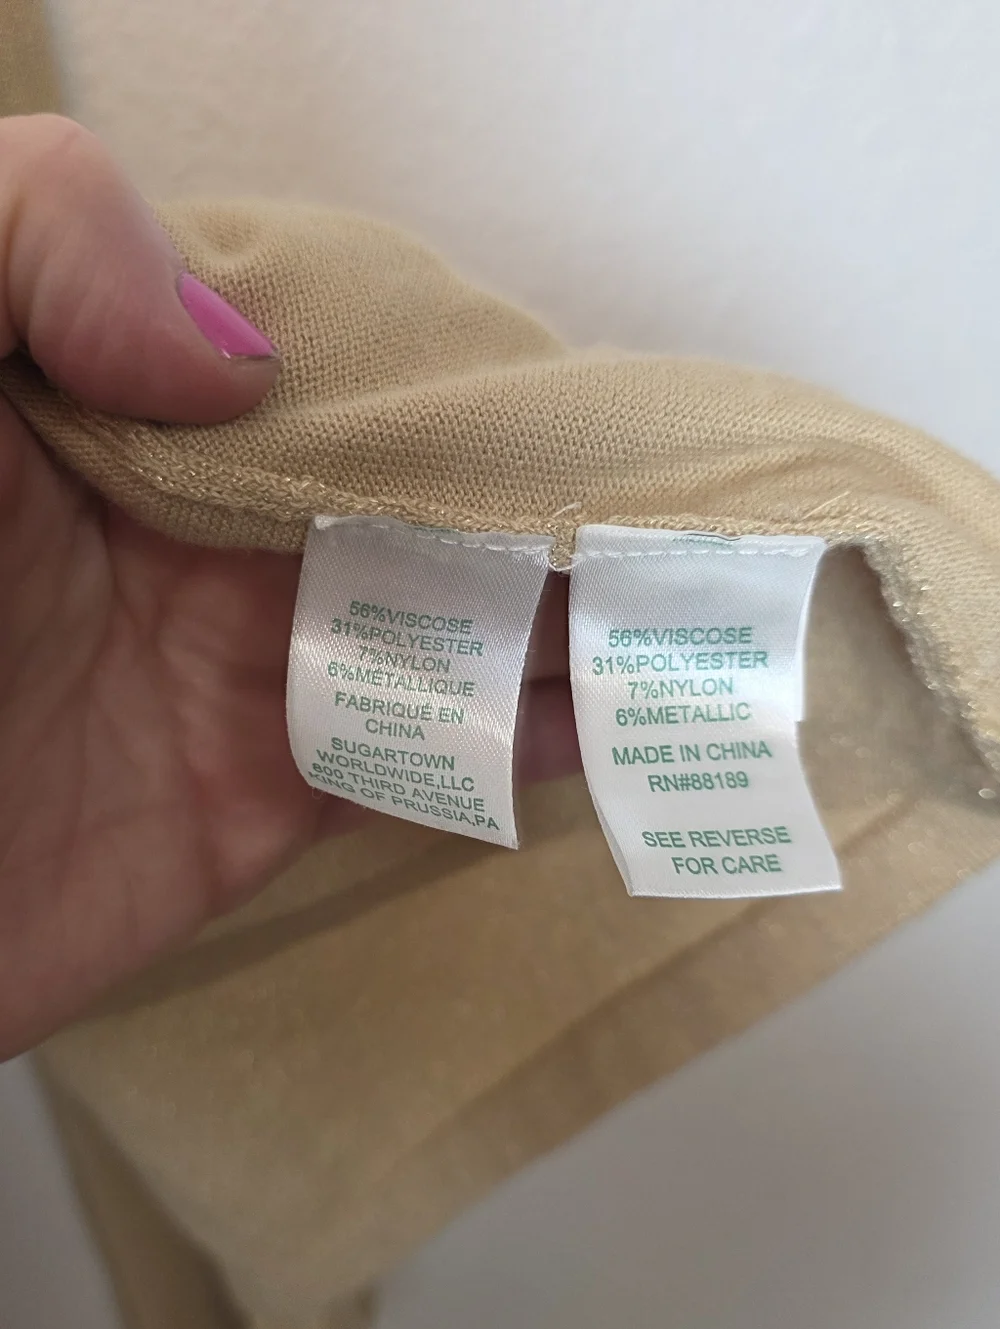 56%VISCOSE
31%POLYESTER
7%NYLON
6%METALLIQUE
FABRIQUÉ EN
CHINA
SUGARTOWN
WORLDWIDE,LLC
800 THIRD AVENUE
KING OF PRUSSIA,PA
56%VISCOSE
31%POLYESTER
7%NYLON
6%METALLIC
MADE IN CHINA
RN#88189
SEE REVERSE
FOR CARE